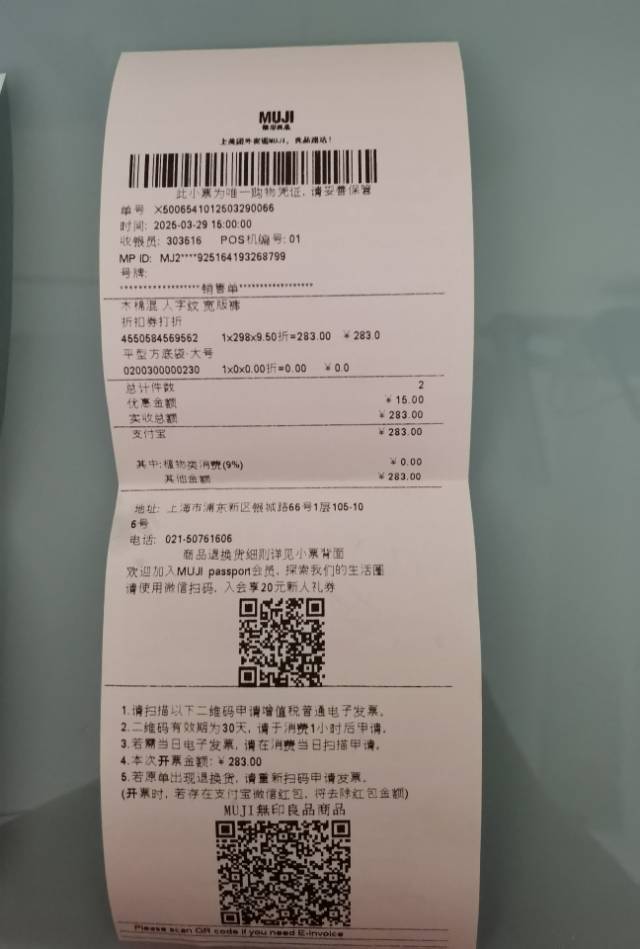 MUJI
無印良品
此小票为唯一购物凭证, 请妥善保管
单号 X5006541012503290066
时间: 2025-03-29 15:00:00
收银员: 303516 POS机编号: 01
MP ID: MJ2****925164193268799
号牌:
******************销售单*****************
木棉混 人字纹 宽版裤
折扣券打折
4550584569562 1x298x9.50折=283.00 ￥283.0
平型方底袋·大号
0200300000230 1x0x0.00折=0.00 ￥0.0
总计件数 2
优惠金额 ￥15.00
实收总额 ￥283.00
支付宝 ￥283.00
其中:植物类消费(9%) ￥0.00
其他金额 ￥283.00
地址: 上海市浦东新区银城路66号1层105-10
6号
电话: 021-50761606
商品退换货细则详见小票背面
欢迎加入MUJI passport会员, 探索我们的生活圈
请使用微信扫码, 入会享20元新人礼券
1.请扫描以下二维码申请增值税普通电子发票。
2.二维码有效期为30天, 请于消费1小时后申请。
3.若需当日电子发票, 请在消费当日扫描申请。
4.本次开票金额: ￥283.00
5.若原单出现退换货, 请重新扫码申请发票。
(开票时, 若存在支付宝微信红包, 将去除红包金额)
MUJI無印良品商品
Please scan QR code if you need E-invoice